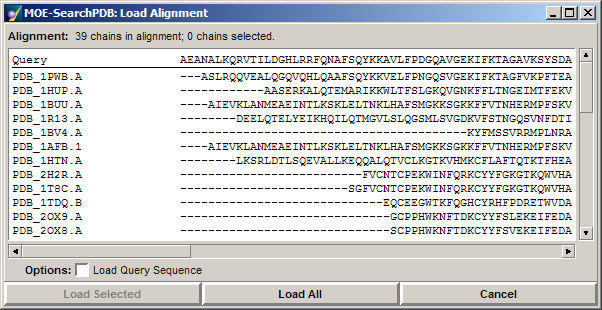 MOE-SearchPDB: Load Alignment
Alignment: 39 chains in alignment; 0 chains selected.
Query AEANALKQRVTILDGHLRRFQNAFSQYKKAVLFPDGQAVGEKIFKTAGAVKSYSDA
PDB_1PWB.A ---ASLRQQVEALQGQVQHLQAAFSQYKKVELFPNGQSVGEKIFKTAGFVKPFTEA
PDB_1HUP.A ------------AASERKALQTEMARIKKWLTFSLGKQVGNKFFLTNGEIMTFEKV
PDB_1BUU.A ----AIEVKLANMEAEINTLKSKLELTNKLHAFSMGKKSGKKFFVTNHERMPFSKV
PDB_1R13.A --------DEELQTELYEIKHQILQTMGVLSLQGSMLSVGDKVFSTNGQSVNFDTI
PDB_1BV4.A -----------------------------------------KYFMSSVRRMPLNRA
PDB_1AFB.1 ----AIEVKLANMEAEINTLKSKLELTNKLHAFSMGKKSGKKFFVTNHERMPFSKV
PDB_1HTN.A --------LKSRLDTLSQEVALLKEQQALQTVCLKGTKVHMKCFLAFTQTKTFHEA
PDB_2H2R.A --------------------------FVCNTCPEKWINFQRKCYYFGKGTKQWVHA
PDB_1T8C.A ------------------------SGFVCNTCPEKWINFQRKCYYFGKGTKQWVHA
PDB_1TDQ.B -----------------------------EQCEEGWTKFQGHCYRHFPDRETWVDA
PDB_2OX9.A ------------------------------GCPPHWKNFTDKCYYFSLEKEIFEDA
PDB_2OX8.A ------------------------------SCPPHWKNFTDKCYYFSVEKEIFEDA
Options: Load Query Sequence
Load Selected Load All Cancel